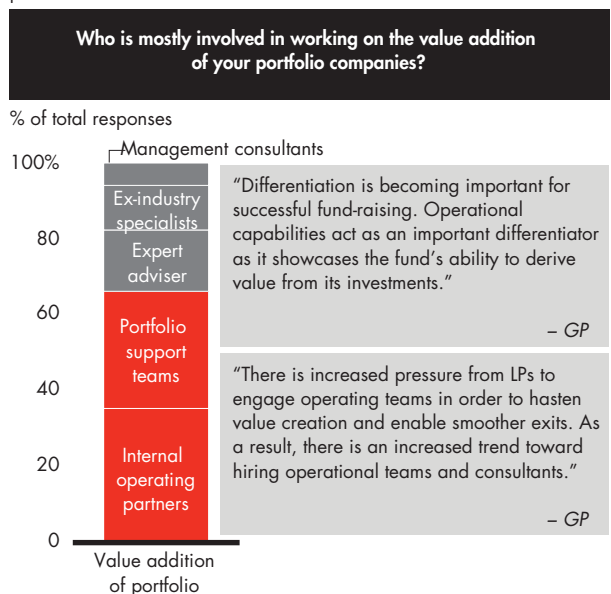 Who is mostly involved in working on the value addition
of your portfolio companies?
% of total responses
Management consultants
100%
80
60
40
20
0
Ex-industry
specialists
Expert
adviser
Portfolio
support
teams
Internal
operating
partners
Value addition
of portfolio
“Differentiation is becoming important for
successful fund-raising. Operational
capabilities act as an important differentiator
as it showcases the fund’s ability to derive
value from its investments.”
– GP
“There is increased pressure from LPs to
engage operating teams in order to hasten
value creation and enable smoother exits. As
a result, there is an increased trend toward
hiring operational teams and consultants.”
– GP